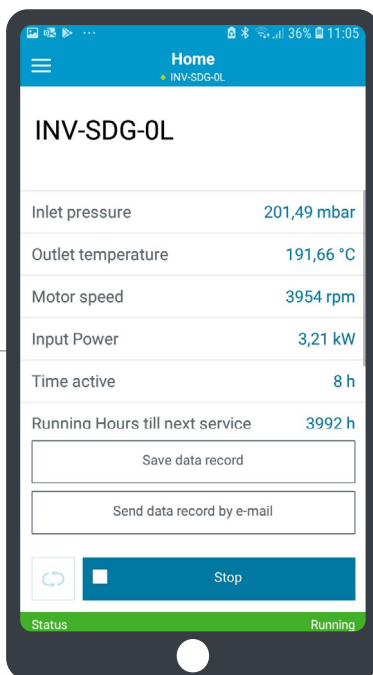 36% 11:05
Home
INV-SDG-0L
INV-SDG-0L
Inlet pressure 201,49 mbar
Outlet temperature 191,66 °C
Motor speed 3954 rpm
Input Power 3,21 kW
Time active 8 h
Running Hours till next service 3992 h
Save data record
Send data record by e-mail
Stop
Status Running